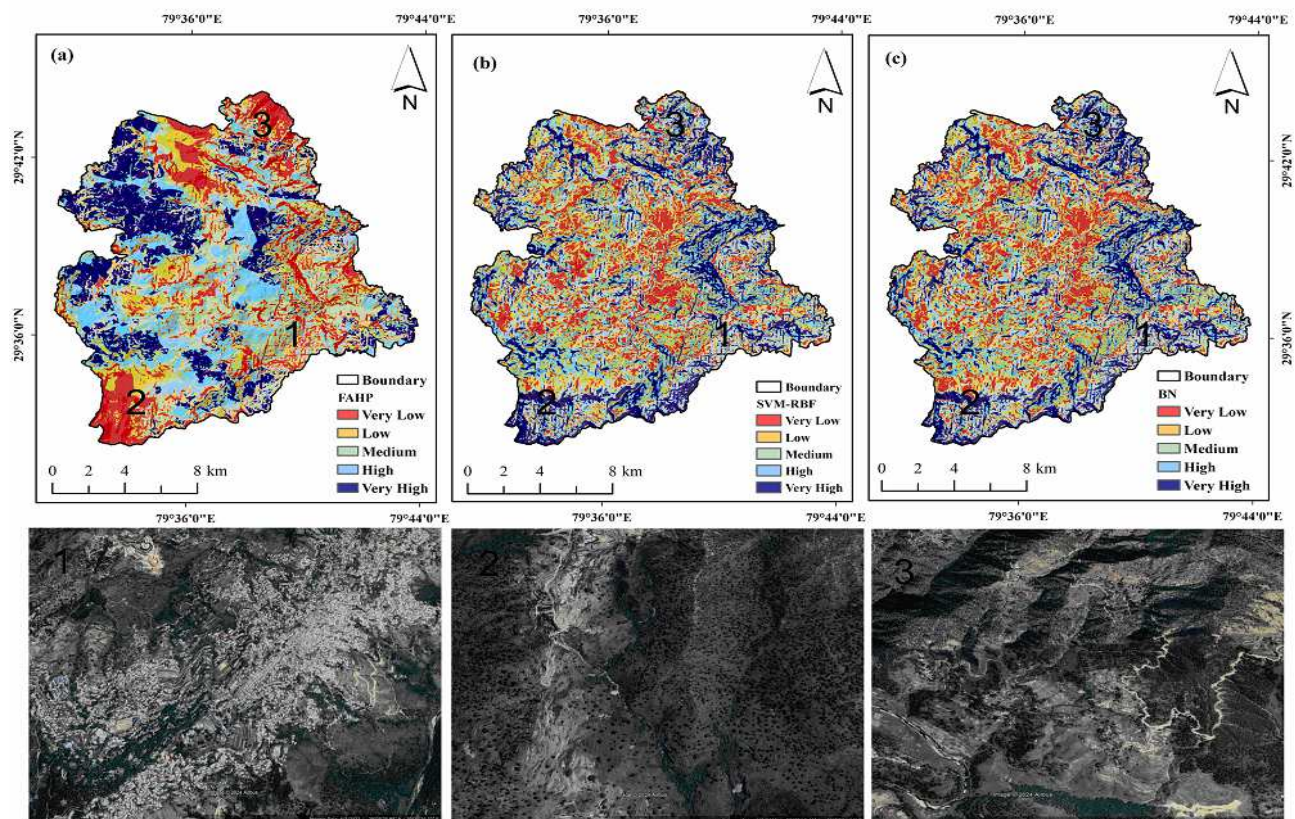 79°36'0"E
79°44'0"E
79°36'0"E
79°44'0"E
79°36'0"E
79°44'0"E
(a)
(b)
(c)
N
N
N
3
3
3
29°42'0"N
29°42'0"N
29°36'0"N
29°36'0"N
1
1
1
2
2
2
Boundary
FAHP
Very Low
Low
Medium
High
Very High
0 2 4 8 km
Boundary
SVM-RBF
Very Low
Low
Medium
High
Very High
0 2 4 8 km
Boundary
BN
Very Low
Low
Medium
High
Very High
0 2 4 8 km
79°36'0"E
79°44'0"E
79°36'0"E
79°44'0"E
79°36'0"E
79°44'0"E
1
2
3
Image © 2024 Airbus